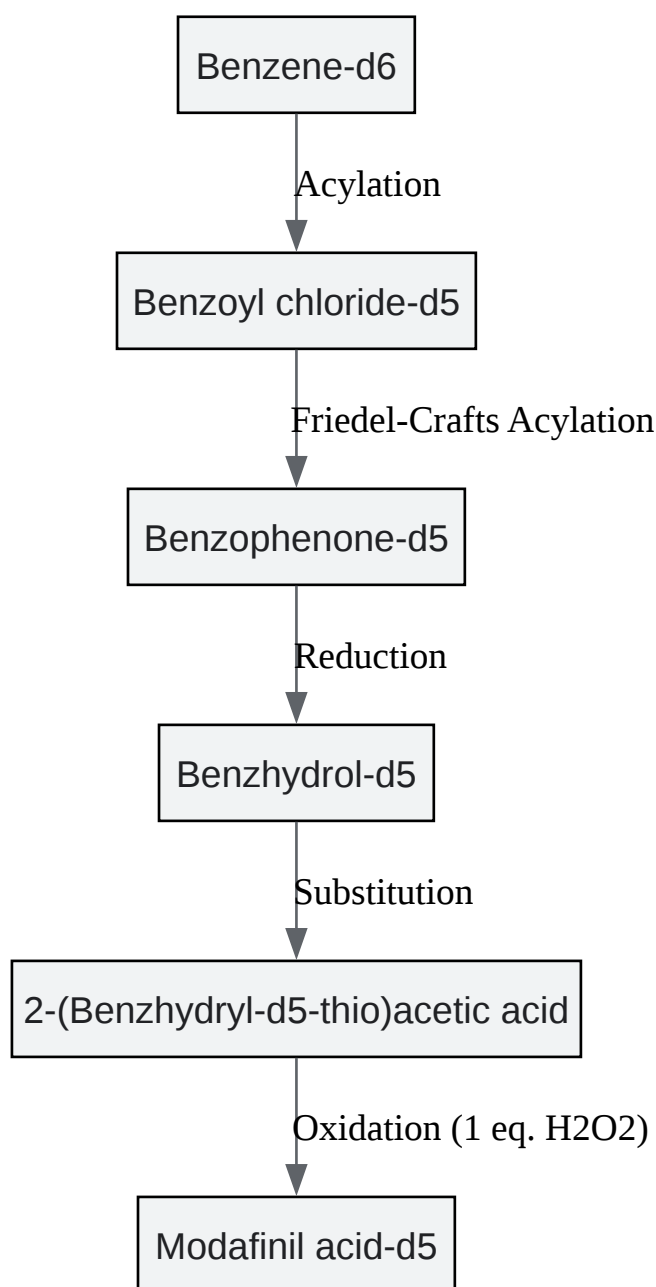 Benzene-d6
Acylation
Benzoyl chloride-d5
Friedel-Crafts Acylation
Benzophenone-d5
Reduction
Benzhydrol-d5
Substitution
2-(Benzhydryl-d5-thio)acetic acid
Oxidation (1 eq. H2O2)
Modafinil acid-d5